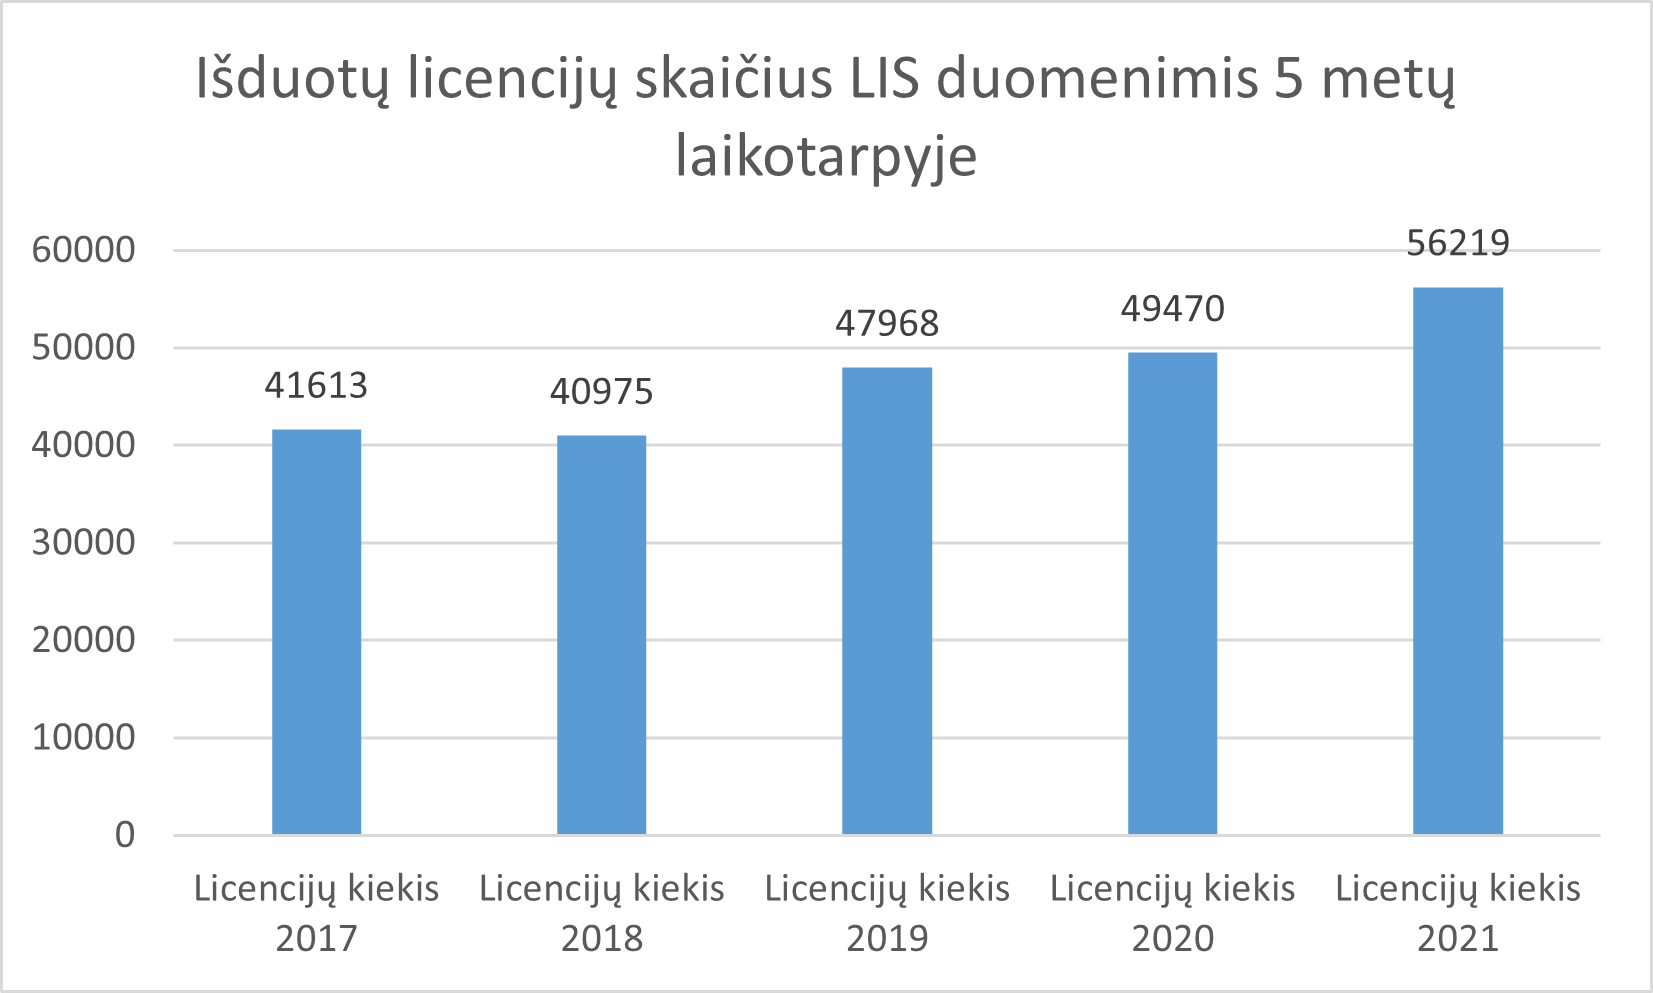 Išduotų licencijų skaičius LIS duomenimis 5 metų
laikotarpyje
60000
50000
40000
30000
20000
10000
0
41613
40975
47968
49470
56219
Licencijų kiekis
2017
Licencijų kiekis
2018
Licencijų kiekis
2019
Licencijų kiekis
2020
Licencijų kiekis
2021